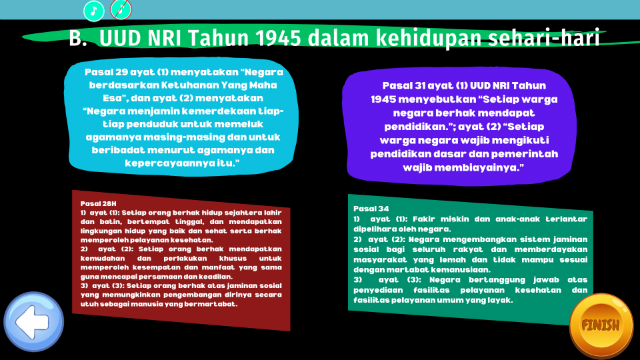 B. UUD NRI Tahun 1945 dalam kehidupan sehari-hari
Pasal 29 ayat (1) menyatakan "Negara
berdasarkan Ketuhanan Yang Maha
Esa", dan ayat (2) menyatakan
"Negara menjamin kemerdekaan tiap-
tiap penduduk untuk memeluk
agamanya masing-masing dan untuk
beribadat menurut agamanya dan
kepercayaannya itu."
Pasal 31 ayat (1) UUD NRI Tahun
1945 menyebutkan "Setiap warga
negara berhak mendapat
pendidikan."; ayat (2) "Setiap
warga negara wajib mengikuti
pendidikan dasar dan pemerintah
wajib membiayainya."
Pasal 28H
1) ayat (1): Setiap orang berhak hidup sejahtera lahir
dan batin, bertempat tinggal, dan mendapatkan
lingkungan hidup yang baik dan sehat serta berhak
memperoleh pelayanan kesehatan.
2) ayat (2): Setiap orang berhak mendapatkan
kemudahan dan perlakuan khusus untuk
memperoleh kesempatan dan manfaat yang sama
guna mencapai persamaan dan keadilan.
3) ayat (3): Setiap orang berhak atas jaminan sosial
yang memungkinkan pengembangan dirinya secara
utuh sebagai manusia yang bermartabat.
Pasal 34
1) ayat (1): Fakir miskin dan anak-anak terlantar
dipelihara oleh negara.
2) ayat (2): Negara mengembangkan sistem jaminan
sosial bagi seluruh rakyat dan memberdayakan
masyarakat yang lemah dan tidak mampu sesuai
dengan martabat kemanusiaan.
3) ayat (3): Negara bertanggung jawab atas
penyediaan fasilitas pelayanan kesehatan dan
fasilitas pelayanan umum yang layak.
FINISH